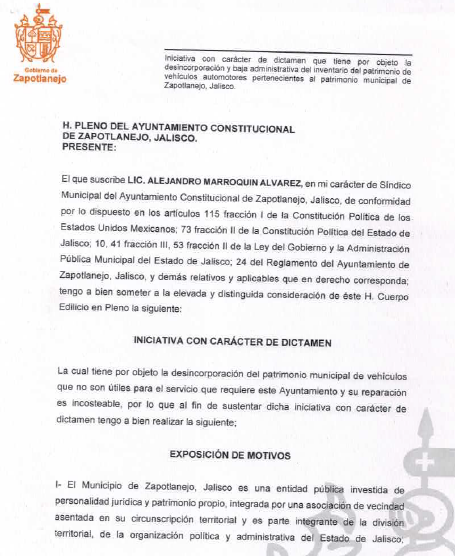 Gobierno de
Zapotlanejo
Iniciativa con carácter de dictamen que tiene por objeto la
desincorporación y baja administrativa del inventario del patrimonio de
vehículos automotores pertenecientes al patrimonio municipal de
Zapotlanejo, Jalisco.
H. PLENO DEL AYUNTAMIENTO CONSTITUCIONAL
DE ZAPOTLANEJO, JALISCO.
PRESENTE:
El que suscribe LIC. ALEJANDRO MARROQUIN ALVAREZ, en mi carácter de Síndico
Municipal del Ayuntamiento Constitucional de Zapotlanejo, Jalisco, de conformidad
por lo dispuesto en los artículos 115 fracción I de la Constitución Política de los
Estados Unidos Mexicanos; 73 fracción II de la Constitución Política del Estado de
Jalisco; 10, 41 fracción III, 53 fracción II de la Ley del Gobierno y la Administración
Pública Municipal del Estado de Jalisco; 24 del Reglamento del Ayuntamiento de
Zapotlanejo, Jalisco, y demás relativos y aplicables que en derecho corresponda;
tengo a bien someter a la elevada y distinguida consideración de éste H. Cuerpo
Edilicio en Pleno la siguiente:
INICIATIVA CON CARÁCTER DE DICTAMEN
La cual tiene por objeto la desincorporación del patrimonio municipal de vehículos
que no son útiles para el servicio que requiere este Ayuntamiento y su reparación
es incosteable, por lo que al fin de sustentar dicha iniciativa con carácter de
dictamen tengo a bien realizar la siguiente;
EXPOSICIÓN DE MOTIVOS
I- El Municipio de Zapotlanejo, Jalisco es una entidad pública investida de
personalidad jurídica y patrimonio propio, integrada por una asociación de vecindad
asentada en su circunscripción territorial y es parte integrante de la división
territorial, de la organización política y administrativa del Estado de Jalisco;